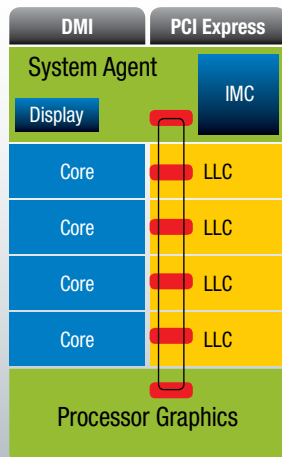 DMI PCI Express
System Agent
IMC
Display
Core LLC
Core LLC
Core LLC
Core LLC
Processor Graphics